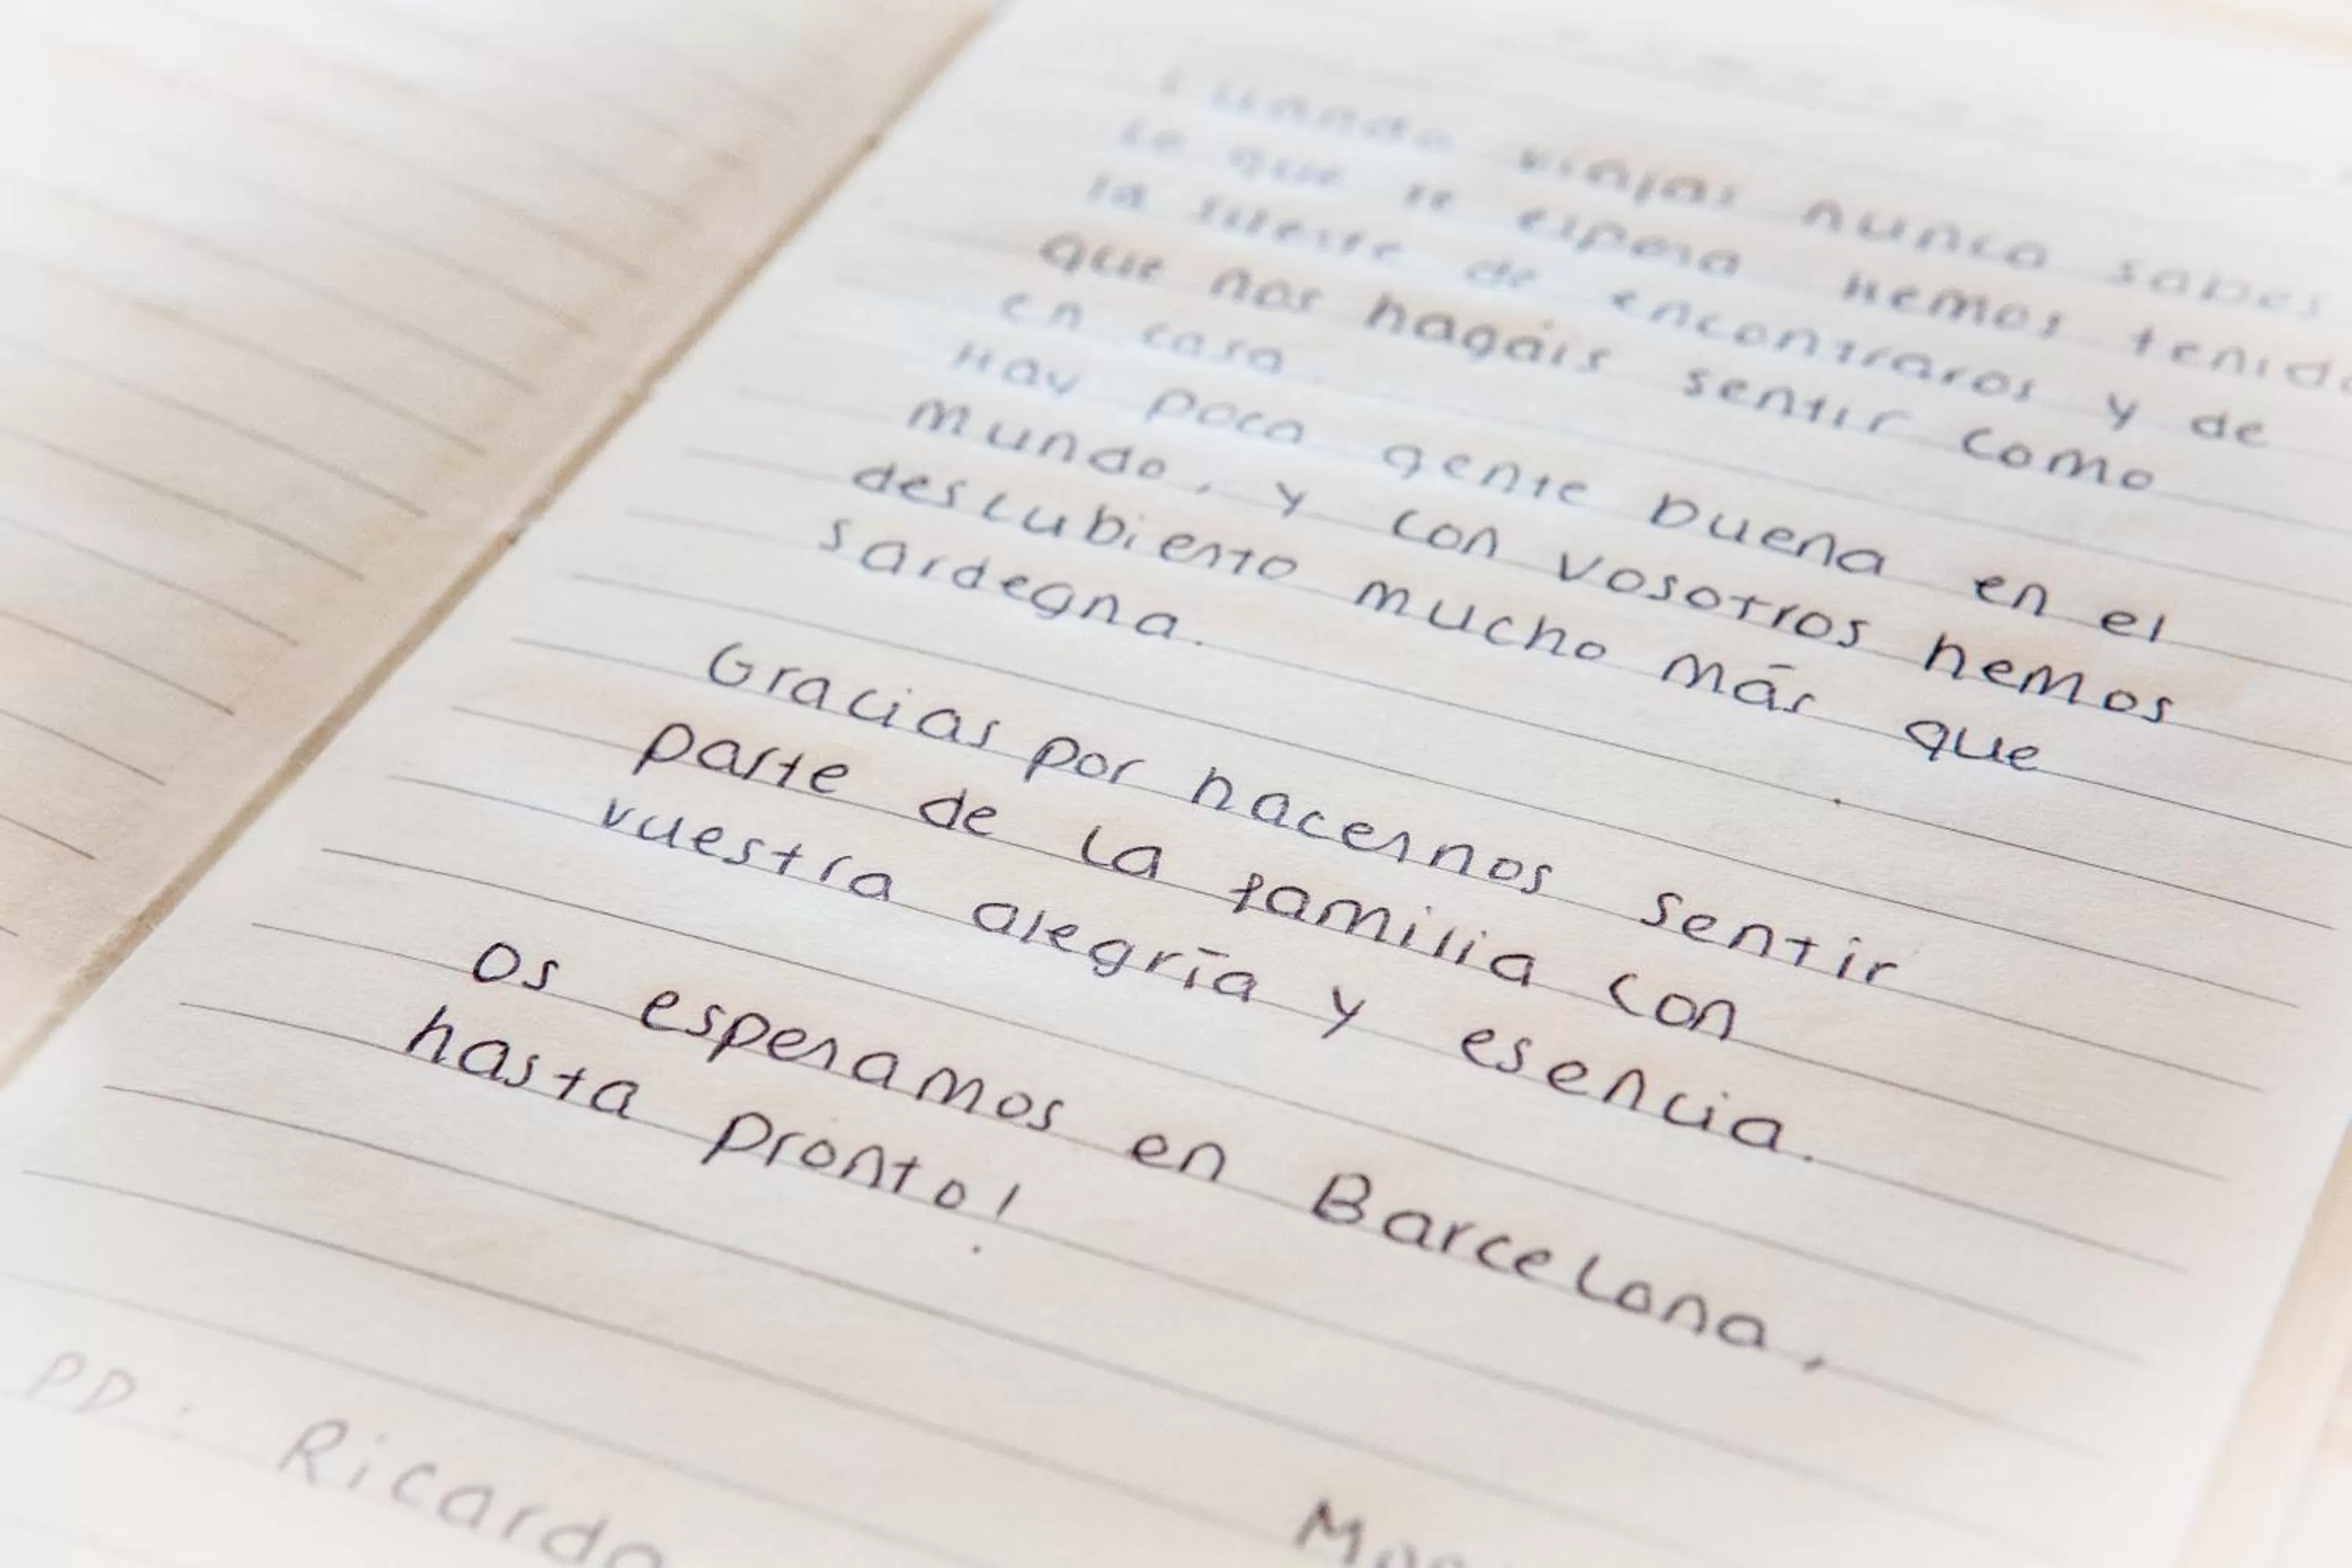 Cuando viajas nunca sabes
lo que te espera Hemos tenido
la suerte de encontraros y de
que nos hagáis sentir como
en casa
Hay poca gente buena en el
mundo, y con vosotros hemos
descubierto mucho más que
sardegna.
Gracias por hacernos sentir
parte de la familia con
vuestra alegría y esencia.
Os esperamos en Barcelona,
hasta pronto!
PD: Ricardo